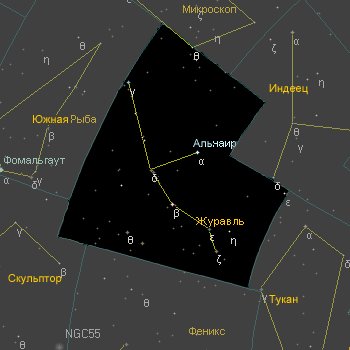 Микроскоп
ζ
α
η
θ
θ
ζ
η
η
Индеец
γ
β
Южная Рыба
Альнаир
θ
α
Фомальгаут
γ
α
γ
δ
δ
δ
ε
β
Журавль
α
θ
ε
η
δ
ζ
β
Скульптор
γ
Тукан
NGC55
Феникс